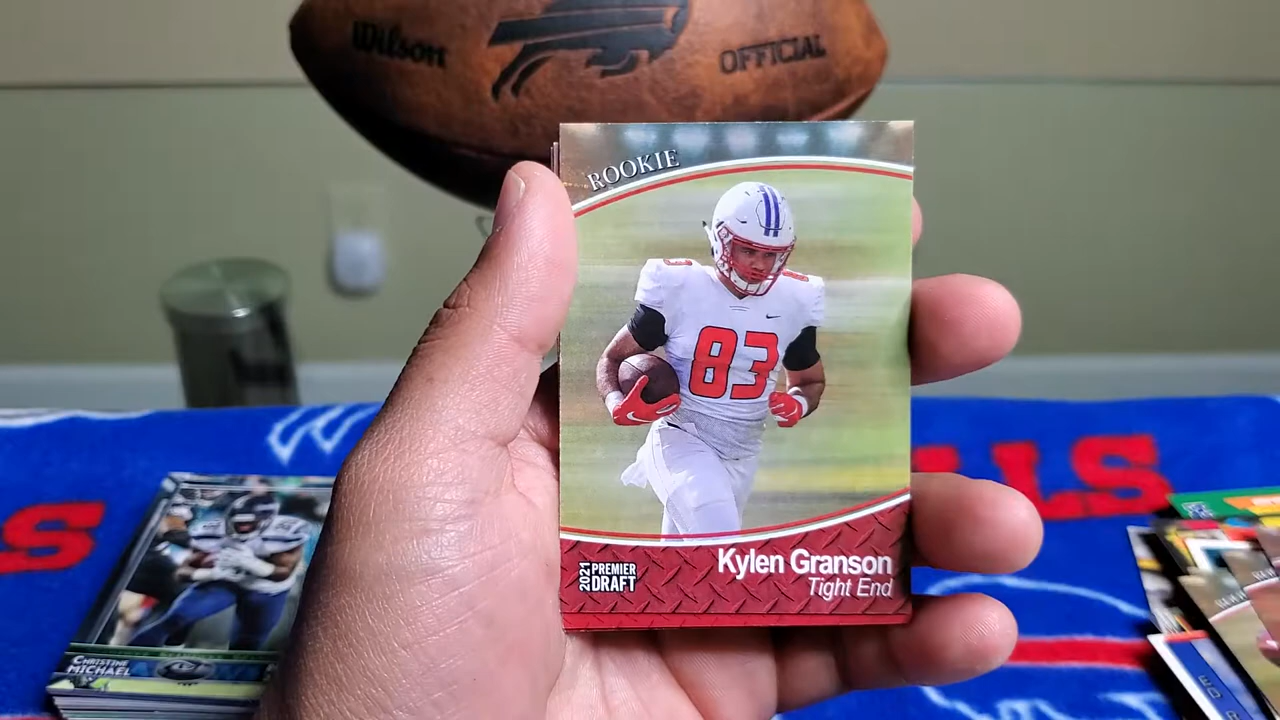 Wilson
OFFICIAL
ROOKIE
83
2021 PREMIER
DRAFT
Kylen Granson
Tight End
CHRISTINE
MICHAEL